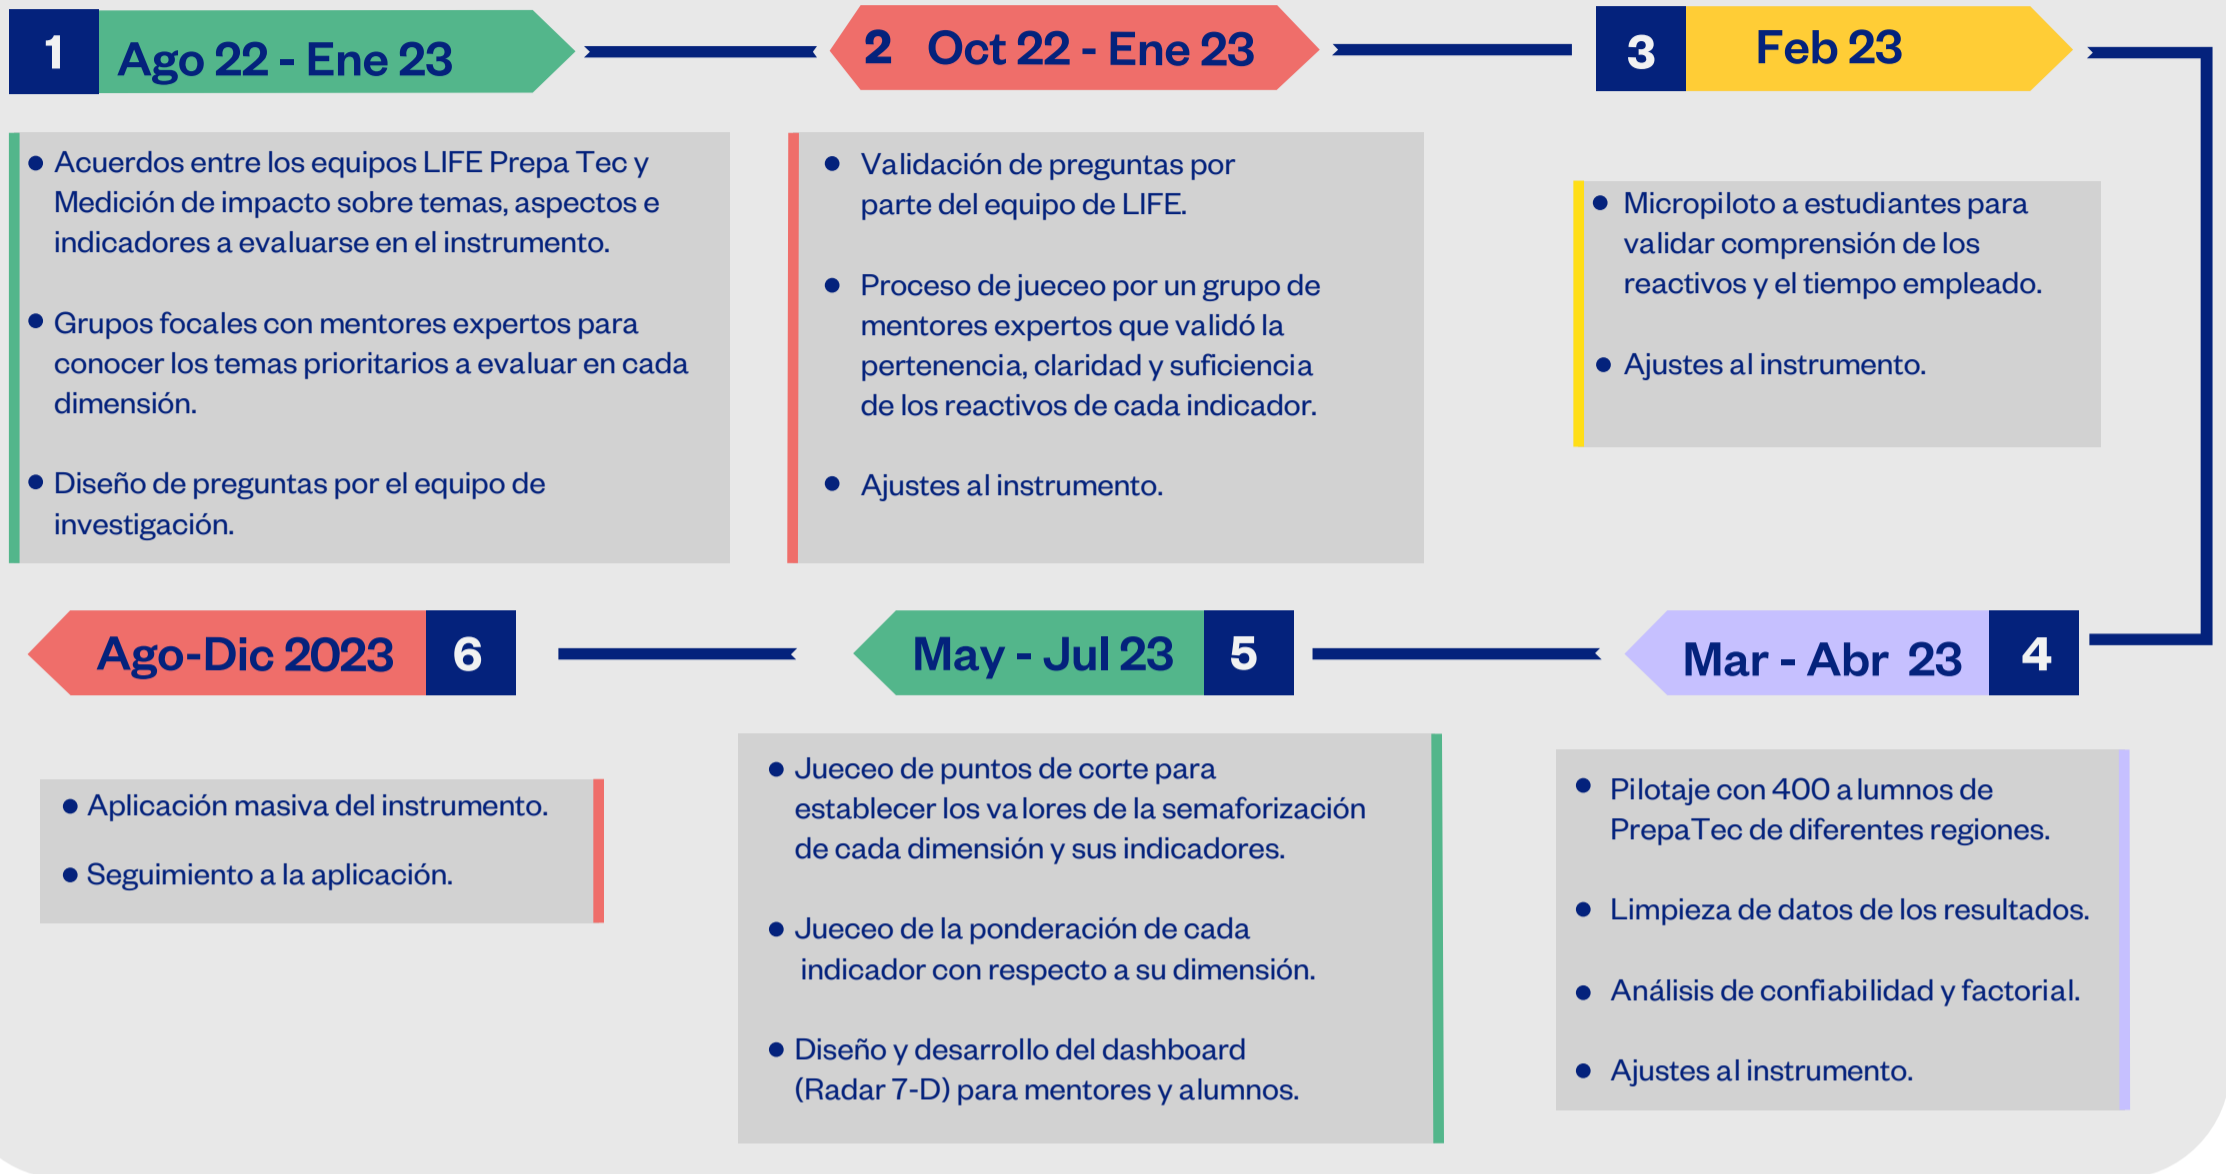 1 Ago 22 - Ene 23
• Acuerdos entre los equipos LIFE Prepa Tec y
Medición de impacto sobre temas, aspectos e
indicadores a evaluarse en el instrumento.
• Grupos focales con mentores expertos para
conocer los temas prioritarios a evaluar en cada
dimensión.
• Diseño de preguntas por el equipo de
investigación.
2 Oct 22 - Ene 23
• Validación de preguntas por
parte del equipo de LIFE.
• Proceso de jueceo por un grupo de
mentores expertos que validó la
pertenencia, claridad y suficiencia
de los reactivos de cada indicador.
• Ajustes al instrumento.
3 Feb 23
• Micropiloto a estudiantes para
validar comprensión de los
reactivos y el tiempo empleado.
• Ajustes al instrumento.
Mar - Abr 23 4
• Pilotaje con 400 alumnos de
PrepaTec de diferentes regiones.
• Limpieza de datos de los resultados.
• Análisis de confiabilidad y factorial.
• Ajustes al instrumento.
May - Jul 23 5
• Jueceo de puntos de corte para
establecer los valores de la semaforización
de cada dimensión y sus indicadores.
• Jueceo de la ponderación de cada
indicador con respecto a su dimensión.
• Diseño y desarrollo del dashboard
(Radar 7-D) para mentores y alumnos.
Ago-Dic 2023 6
• Aplicación masiva del instrumento.
• Seguimiento a la aplicación.